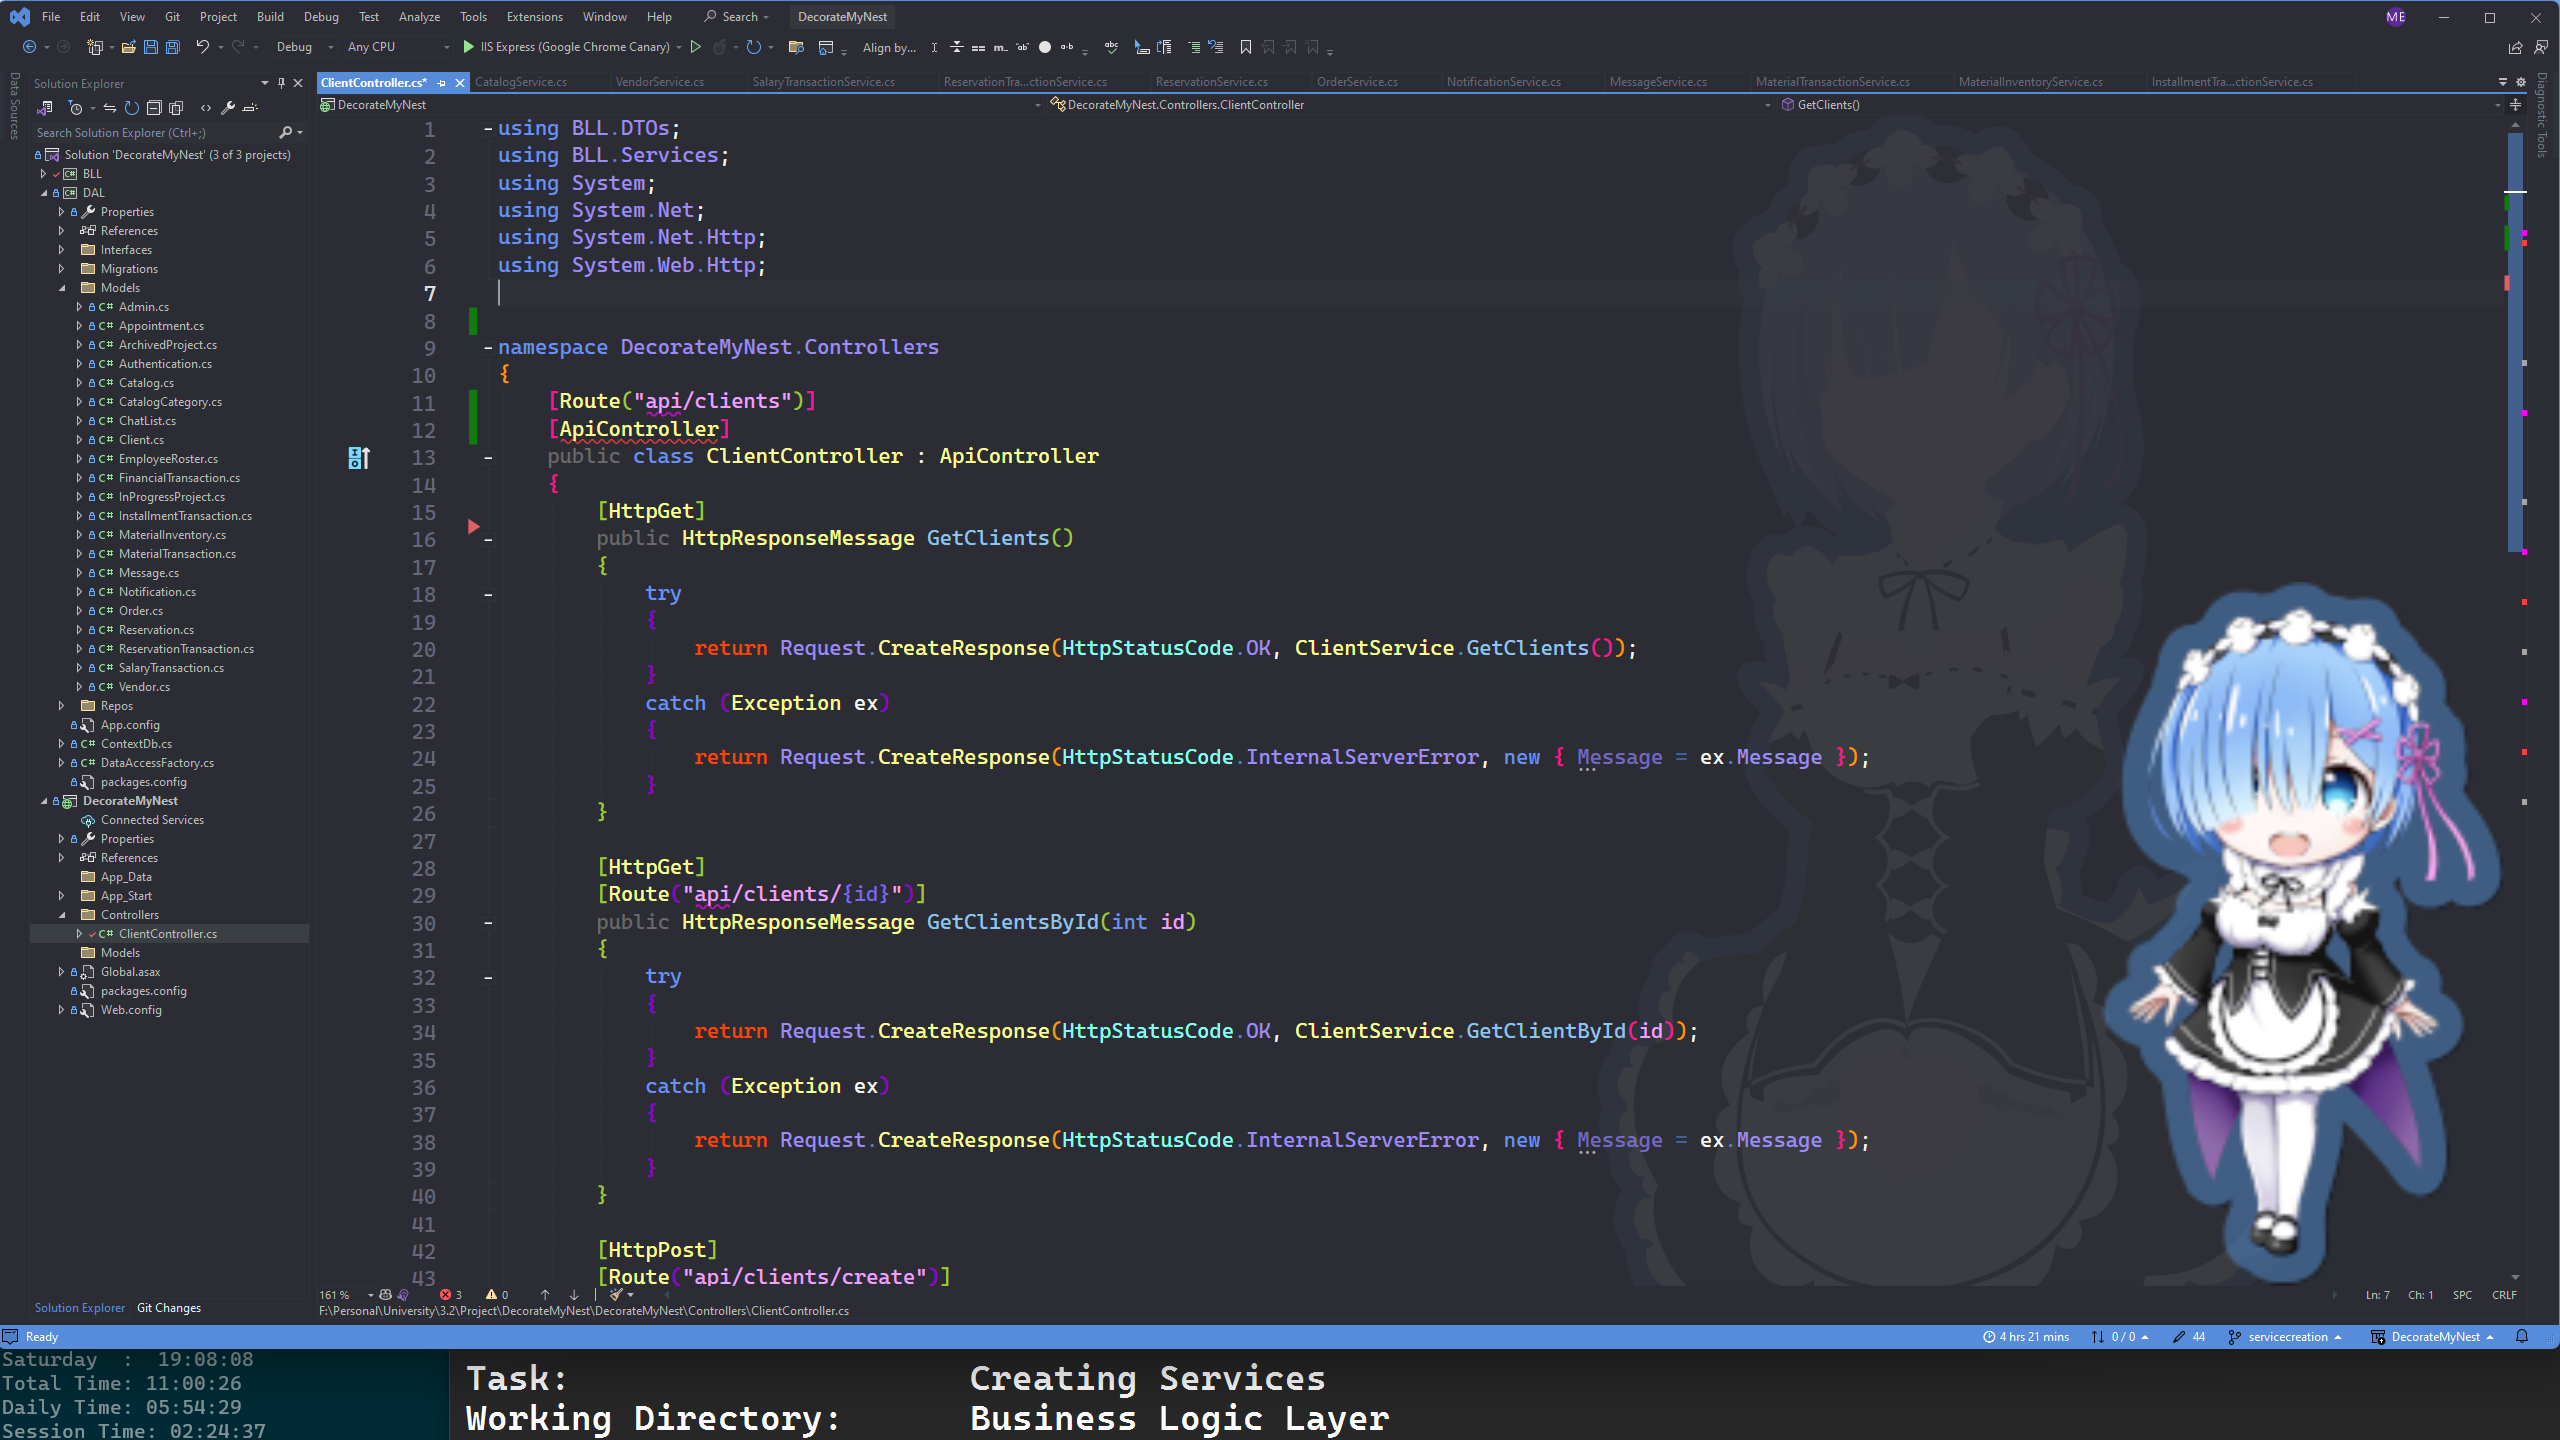 File Edit View Git Project Build Debug Test Analyze Tools Extensions Window Help Search DecorateMyNest ME
Debug Any CPU IIS Express (Google Chrome Canary) Align by...
Data Sources
Solution Explorer
Search Solution Explorer (Ctrl+;)
Solution 'DecorateMyNest' (3 of 3 projects)
BLL
DAL
Properties
References
Interfaces
Migrations
Models
C# Admin.cs
C# Appointment.cs
C# ArchivedProject.cs
C# Authentication.cs
C# Catalog.cs
C# CatalogCategory.cs
C# ChatList.cs
C# Client.cs
C# EmployeeRoster.cs
C# FinancialTransaction.cs
C# InProgressProject.cs
C# InstallmentTransaction.cs
C# MaterialInventory.cs
C# MaterialTransaction.cs
C# Message.cs
C# Notification.cs
C# Order.cs
C# Reservation.cs
C# ReservationTransaction.cs
C# SalaryTransaction.cs
C# Vendor.cs
Repos
App.config
C# ContextDb.cs
C# DataAccessFactory.cs
packages.config
DecorateMyNest
Connected Services
Properties
References
App_Data
App_Start
Controllers
C# ClientController.cs
Models
Global.asax
packages.config
Web.config
Solution Explorer Git Changes
ClientController.cs* CatalogService.cs VendorService.cs SalaryTransactionService.cs ReservationTra...ctionService.cs ReservationService.cs OrderService.cs NotificationService.cs MessageService.cs MaterialTransactionService.cs MaterialInventoryService.cs InstallmentTra...ctionService.cs
DecorateMyNest DecorateMyNest.Controllers.ClientController GetClients()
Diagnostic Tools
1 using BLL.DTOs;
2 using BLL.Services;
3 using System;
4 using System.Net;
5 using System.Net.Http;
6 using System.Web.Http;
7
8
9 namespace DecorateMyNest.Controllers
10 {
11 [Route("api/clients")]
12 [ApiController]
13 public class ClientController : ApiController
14 {
15 [HttpGet]
16 public HttpResponseMessage GetClients()
17 {
18 try
19 {
20 return Request.CreateResponse(HttpStatusCode.OK, ClientService.GetClients());
21 }
22 catch (Exception ex)
23 {
24 return Request.CreateResponse(HttpStatusCode.InternalServerError, new { Message = ex.Message });
25 }
26 }
27
28 [HttpGet]
29 [Route("api/clients/{id}")]
30 public HttpResponseMessage GetClientsById(int id)
31 {
32 try
33 {
34 return Request.CreateResponse(HttpStatusCode.OK, ClientService.GetClientById(id));
35 }
36 catch (Exception ex)
37 {
38 return Request.CreateResponse(HttpStatusCode.InternalServerError, new { Message = ex.Message });
39 }
40 }
41
42 [HttpPost]
43 [Route("api/clients/create")]
161 % 3 0 Ln: 7 Ch: 1 SPC CRLF
F:\Personal\University\3.2\Project\DecorateMyNest\DecorateMyNest\Controllers\ClientController.cs
Ready 4 hrs 21 mins 0 / 0 44 servicecreation DecorateMyNest
Saturday : 19:08:08
Total Time: 11:00:26
Daily Time: 05:54:29
Session Time: 02:24:37
Task: Creating Services
Working Directory: Business Logic Layer